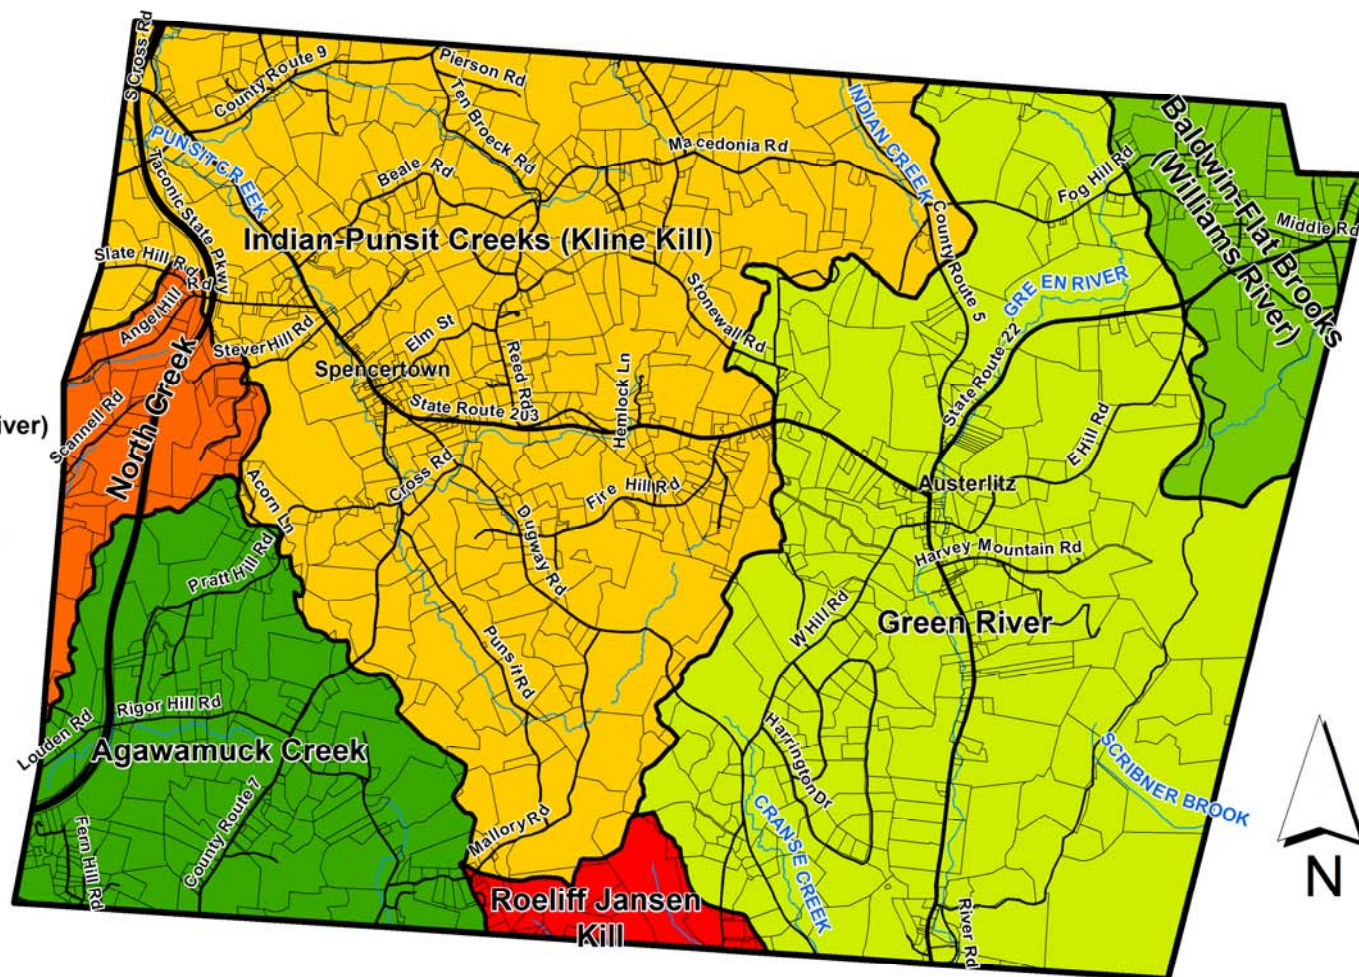 S Cross Rd
County Route 9
Pierson Rd
Ten Broeck Rd
INDIAN CREEK
Baldwin-Flat Brooks
(Williams River)
PUNSIT CREEK
Macedonia Rd
Beale Rd
Fog Hill Rd
Middle Rd
Taconic State Pkwy
Indian-Punsit Creeks (Kline Kill)
County Route 5
Slate Hill Rd
Rd
Angel Hill
Stonewall Rd
GREEN RIVER
Stever Hill Rd
Elm St
State Route 22
Spencertown
Reed Rd
Hemlock Ln
North Creek
State Route 203
iver)
Scannell Rd
E Hill Rd
Acorn Ln
Cross Rd
Fire Hill Rd
Austerlitz
Dugway Rd
Pratt Hill Rd
Harvey Mountain Rd
W Hill Rd
Green River
Punsit Rd
Rigor Hill Rd
Louden Rd
Agawamuck Creek
Harrington Dr
SCRIBNER BROOK
County Route 7
Mallory Rd
CRANSE CREEK
Fern Hill Rd
Roeliff Jansen
Kill
River Rd
N